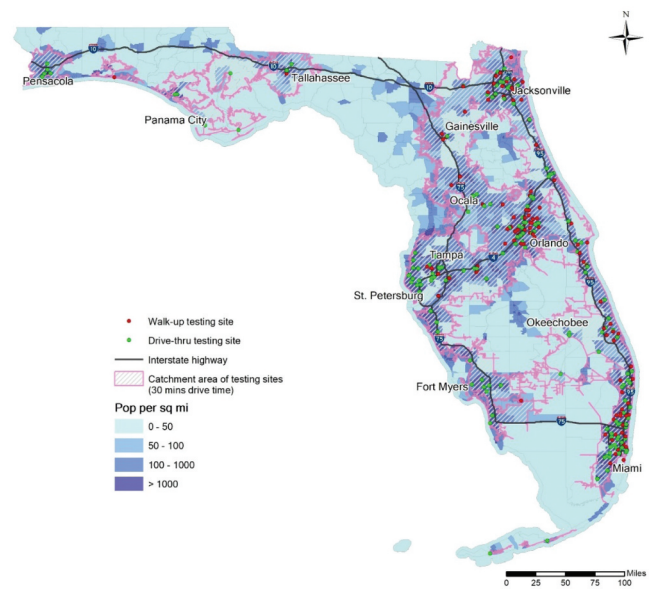 N
10
Pensacola
10
Tallahassee
10
Jacksonville
Panama City
Gainesville
95
75
Ocala
Orlando
Tampa
4
95
St. Petersburg
Okeechobee
75
Fort Myers
95
75
Miami
Walk-up testing site
Drive-thru testing site
Interstate highway
Catchment area of testing sites
(30 mins drive time)
Pop per sq mi
0 - 50
50 - 100
100 - 1000
> 1000
Miles
0 25 50 75 100